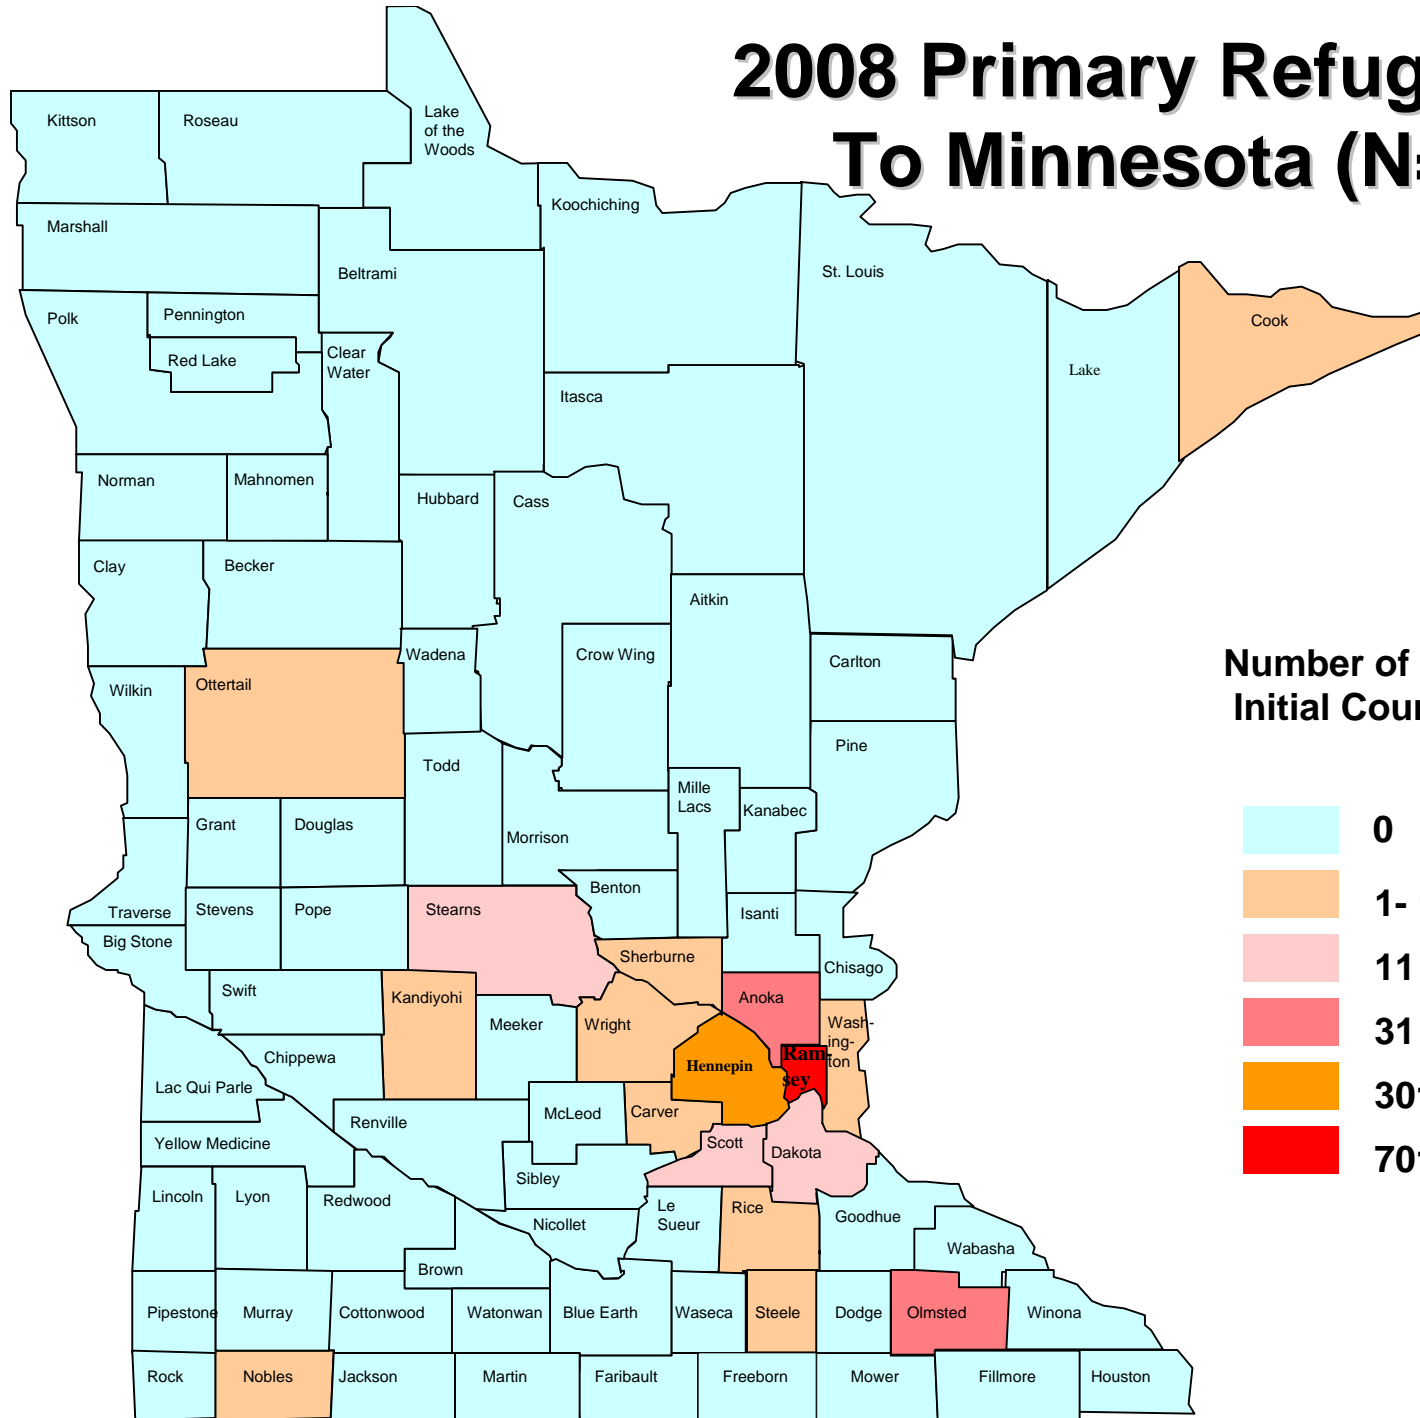 2008 Primary Refug
To Minnesota (N=
Kittson
Roseau
Lake
of the
Woods
Koochiching
Marshall
Beltrami
St. Louis
Polk
Pennington
Red Lake
Clear
Water
Cook
Lake
Itasca
Norman
Mahnomen
Hubbard
Cass
Clay
Becker
Aitkin
Wadena
Crow Wing
Carlton
Wilkin
Ottertail
Number of
Initial Coun
Pine
Todd
Mille
Lacs
Kanabec
Grant
Douglas
Morrison
0
1-
11
31
301
701
Benton
Isanti
Traverse
Stevens
Pope
Stearns
Big Stone
Sherburne
Chisago
Swift
Kandiyohi
Meeker
Wright
Anoka
Wash-
ing-
ton
Hennepin
Ram-
sey
Chippewa
Lac Qui Parle
Renville
McLeod
Carver
Scott
Dakota
Yellow Medicine
Sibley
Lincoln
Lyon
Redwood
Nicollet
Le
Sueur
Rice
Goodhue
Wabasha
Brown
Pipestone
Murray
Cottonwood
Watonwan
Blue Earth
Waseca
Steele
Dodge
Olmsted
Winona
Rock
Nobles
Jackson
Martin
Faribault
Freeborn
Mower
Fillmore
Houston